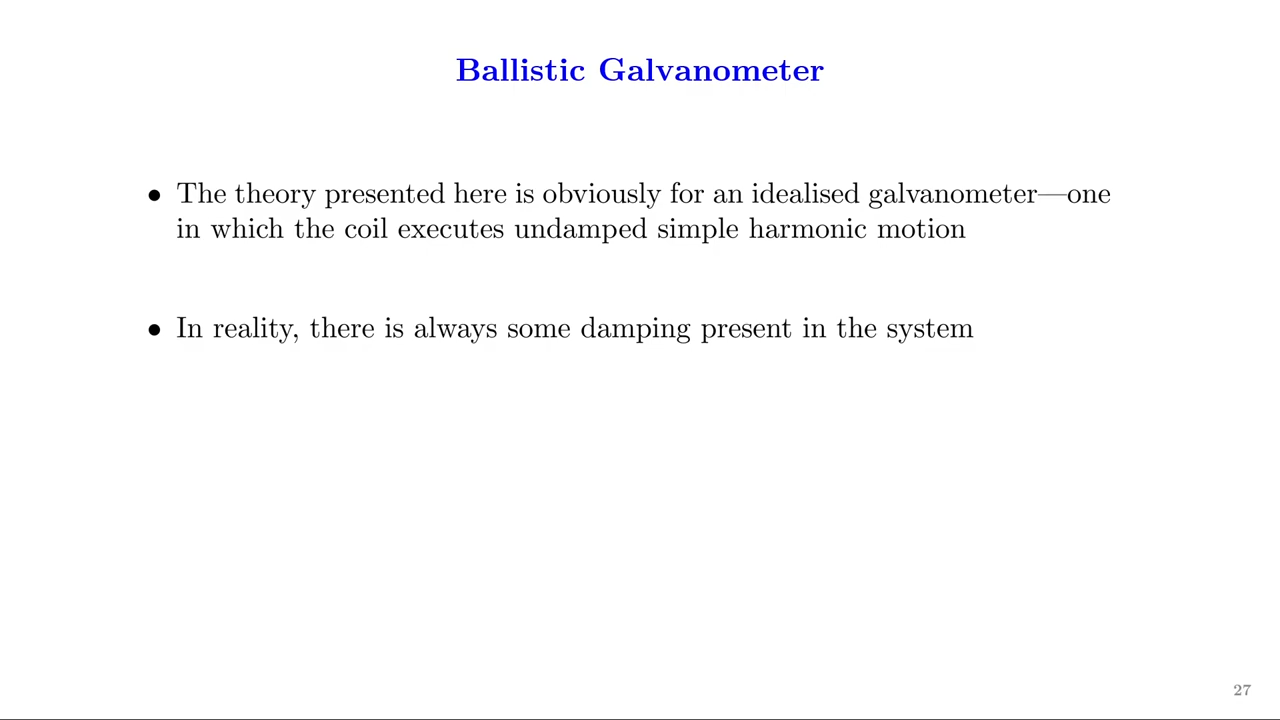 Ballistic Galvanometer
• The theory presented here is obviously for an idealised galvanometer—one
in which the coil executes undamped simple harmonic motion
• In reality, there is always some damping present in the system
27